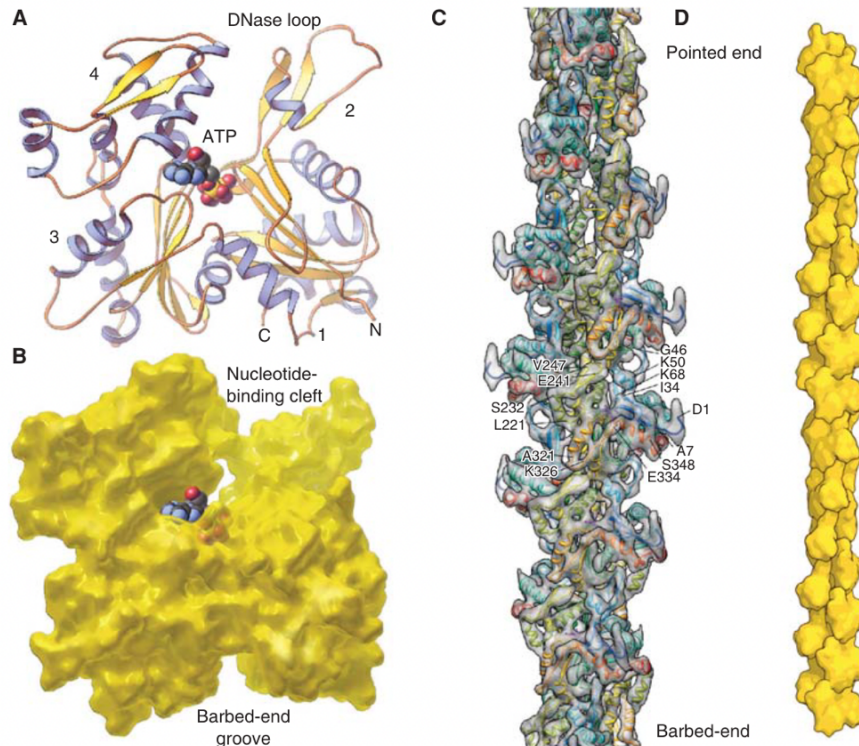 A
DNase loop
4
2
ATP
3
C
1
N
B
Nucleotide-
binding cleft
Barbed-end
groove
C
V247
E241
S232
L221
A321
K326
G46
K50
K68
I34
D1
A7
S348
E334
Barbed-end
D
Pointed end